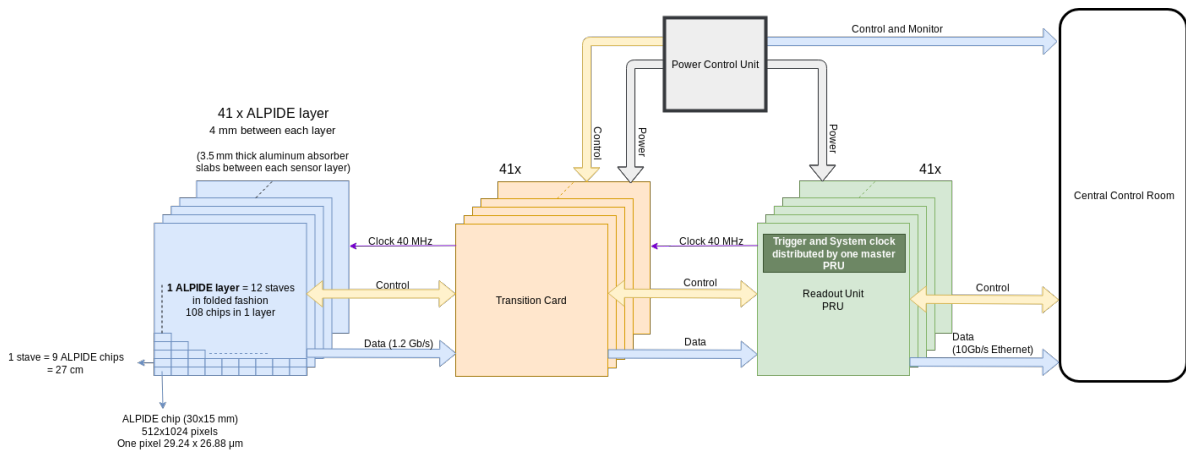 Control and Monitor
Power Control Unit
41 x ALPIDE layer
4 mm between each layer
(3.5 mm thick aluminum absorber
slabs between each sensor layer)
Control
Power
Power
41x
41x
Central Control Room
Clock 40 MHz
Clock 40 MHz
Trigger and System clock
distributed by one master
PRU
1 ALPIDE layer = 12 staves
in folded fashion
108 chips in 1 layer
Control
Transition Card
Control
Readout Unit
PRU
Control
Data (1.2 Gb/s)
Data
Data
(10Gb/s Ethernet)
1 stave = 9 ALPIDE chips
= 27 cm
ALPIDE chip (30x15 mm)
512x1024 pixels
One pixel 29.24 x 26.88 μm